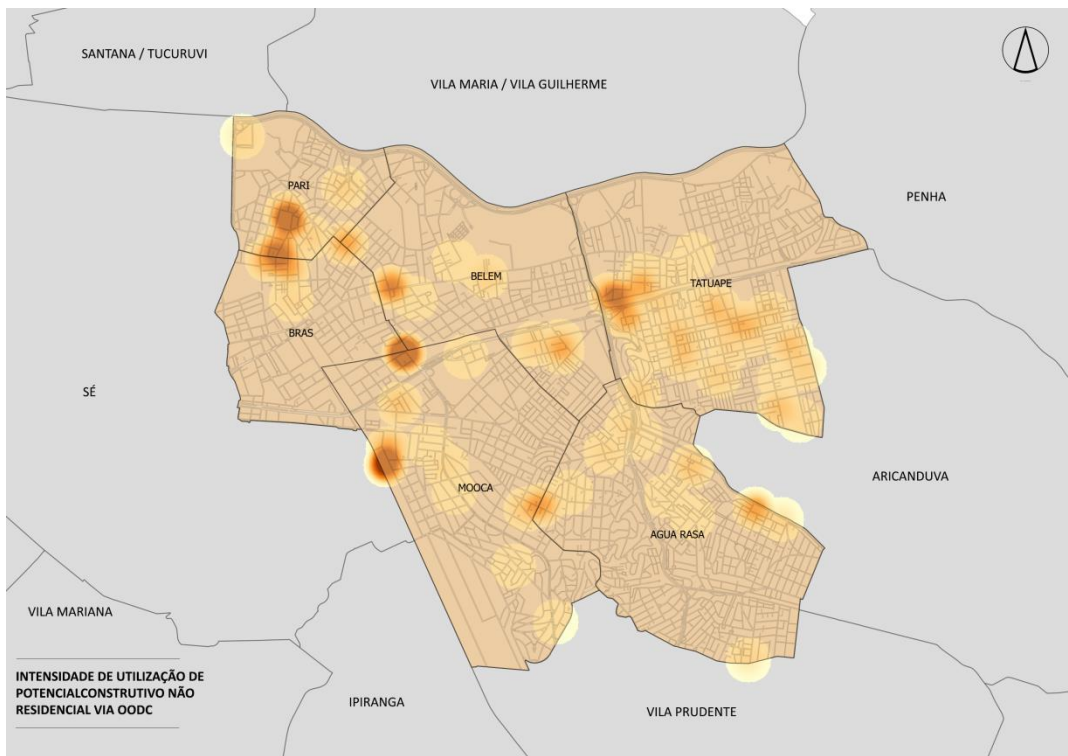 SANTANA / TUCURUVI
VILA MARIA / VILA GUILHERME
PENHA
PARI
BELEM
TATUAPE
BRAS
SÉ
ARICANDUVA
MOOCA
AGUA RASA
VILA MARIANA
INTENSIDADE DE UTILIZAÇÃO DE
POTENCIALCONSTRUTIVO NÃO
RESIDENCIAL VIA OODC
IPIRANGA
VILA PRUDENTE